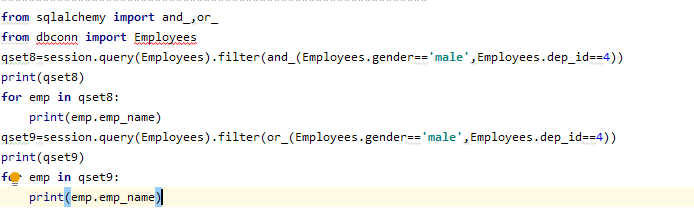 from sqlalchemy import and_,or_
from dbconn import Employees
qset8=session.query(Employees).filter(and_(Employees.gender=='male',Employees.dep_id==4))
print(qset8)
for emp in qset8:
    print(emp.emp_name)
qset9=session.query(Employees).filter(or_(Employees.gender=='male',Employees.dep_id==4))
print(qset9)
for emp in qset9:
    print(emp.emp_name)